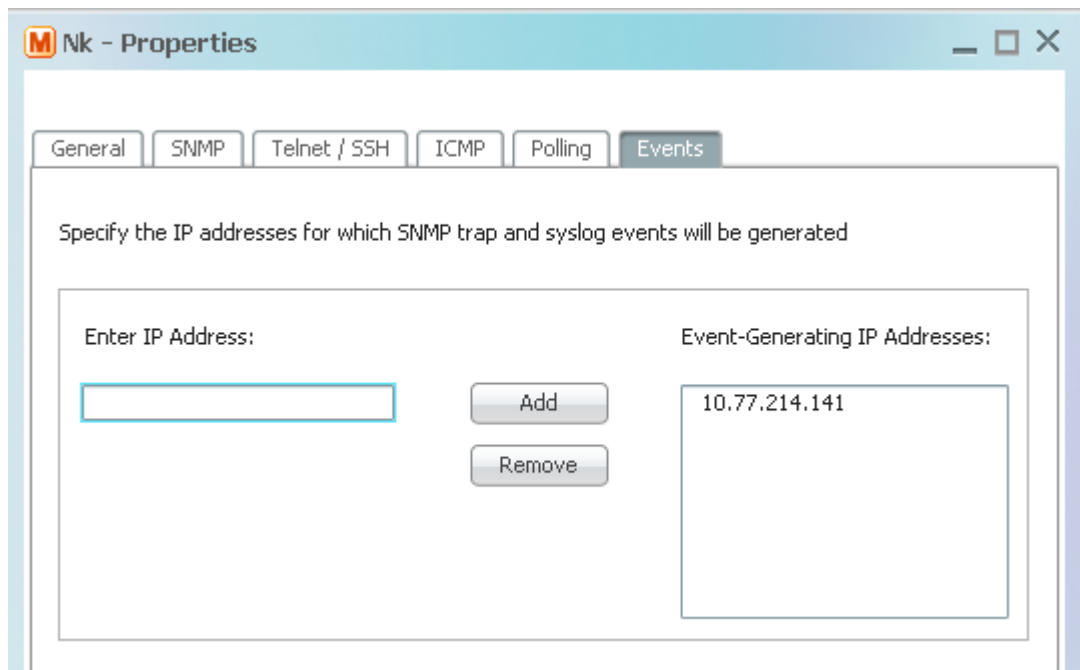 M Nk - Properties
General SNMP Telnet / SSH ICMP Polling Events
Specify the IP addresses for which SNMP trap and syslog events will be generated
Enter IP Address: Event-Generating IP Addresses:
Add 10.77.214.141
Remove